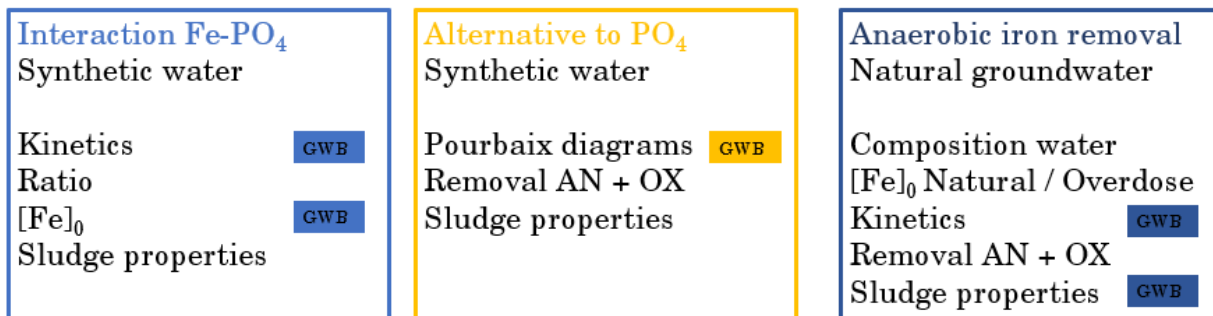 Interaction Fe-PO₄
Synthetic water
Kinetics GWB
Ratio
[Fe]₀ GWB
Sludge properties
Alternative to PO₄
Synthetic water
Pourbaix diagrams GWB
Removal AN + OX
Sludge properties
Anaerobic iron removal
Natural groundwater
Composition water
[Fe]₀ Natural / Overdose
Kinetics GWB
Removal AN + OX
Sludge properties GWB